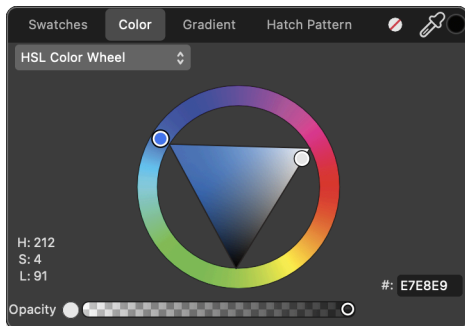 Swatches Color Gradient Hatch Pattern
HSL Color Wheel
H: 212
S: 4
L: 91
#: E7E8E9
Opacity